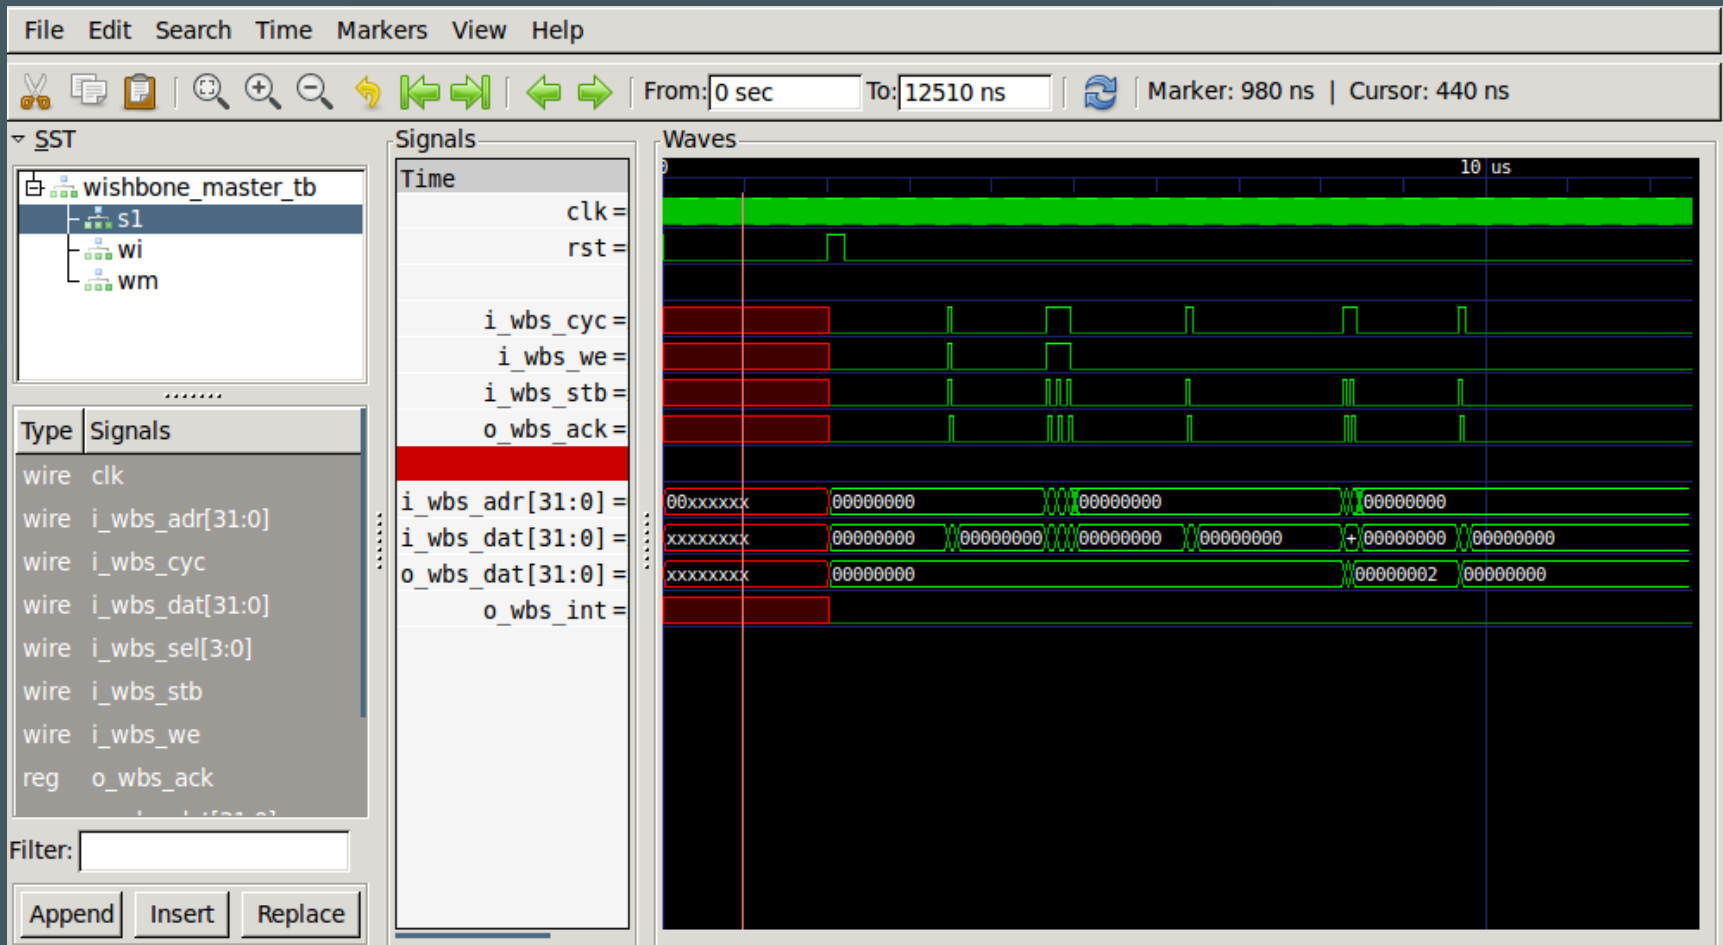 File Edit Search Time Markers View Help
From: 0 sec To: 12510 ns Marker: 980 ns | Cursor: 440 ns
SST
wishbone_master_tb
s1
wi
wm
Type Signals
wire clk
wire i_wbs_adr[31:0]
wire i_wbs_cyc
wire i_wbs_dat[31:0]
wire i_wbs_sel[3:0]
wire i_wbs_stb
wire i_wbs_we
reg o_wbs_ack
Filter:
Append Insert Replace
Signals
Time
clk=
rst=
i_wbs_cyc=
i_wbs_we=
i_wbs_stb=
o_wbs_ack=
i_wbs_adr[31:0]=
i_wbs_dat[31:0]=
o_wbs_dat[31:0]=
o_wbs_int=
Waves
10 us
00xxxxxx 00000000 00000000 00000000
xxxxxxxx 00000000 00000000 00000000 00000000 + 00000000 00000000
xxxxxxxx 00000000 00000002 00000000